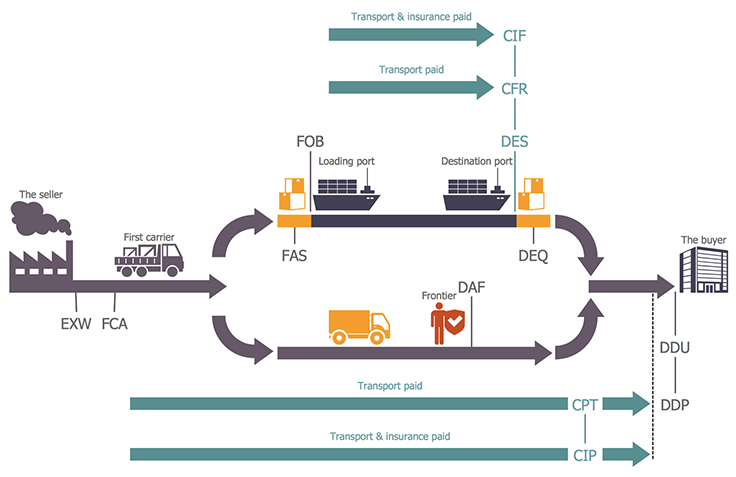 Transport & insurance paid
CIF
Transport paid
CFR
FOB
DES
Loading port
Destination port
The seller
First carrier
The buyer
FAS
DEQ
EXW
FCA
Frontier
DAF
DDU
Transport paid
CPT
DDP
Transport & insurance paid
CIP